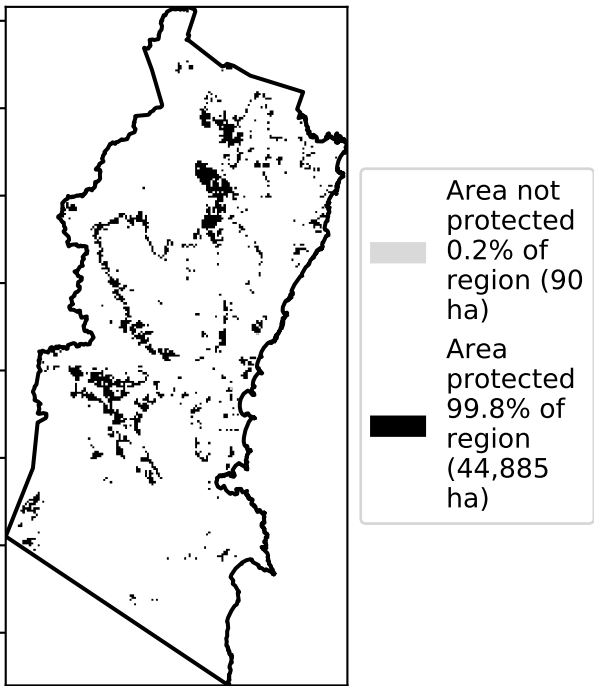 Area not
protected
0.2% of
region (90
ha)
Area
protected
99.8% of
region
(44,885
ha)